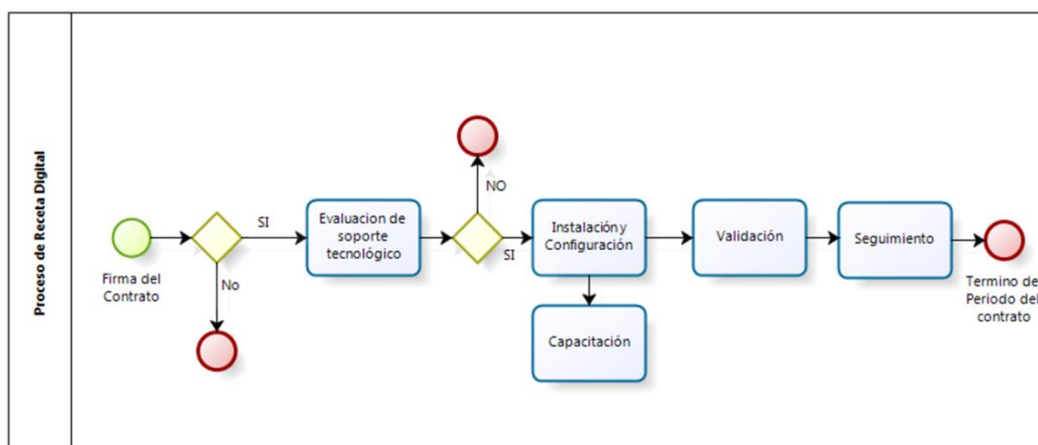 Proceso de Receta Digital
Firma del
Contrato
SI
No
Evaluacion de
soporte
tecnológico
NO
SI
Instalación y
Configuración
Capacitación
Validación
Seguimiento
Termino de
Periodo del
contrato